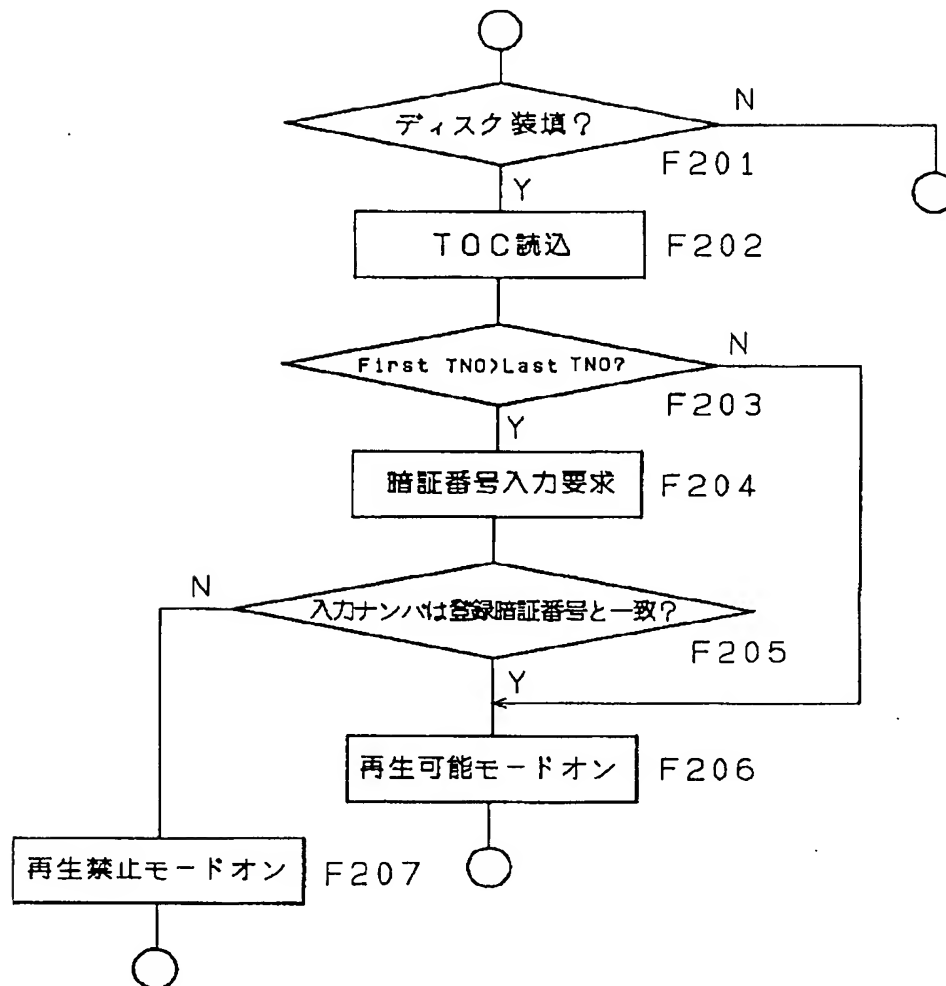 ディスク装填?
N
F201
Y
TOC読込
F202
First TNO>Last TNO?
N
F203
Y
暗証番号入力要求
F204
入力ナンバは登録暗証番号と一致?
N
F205
Y
再生可能モードオン
F206
再生禁止モードオン
F207